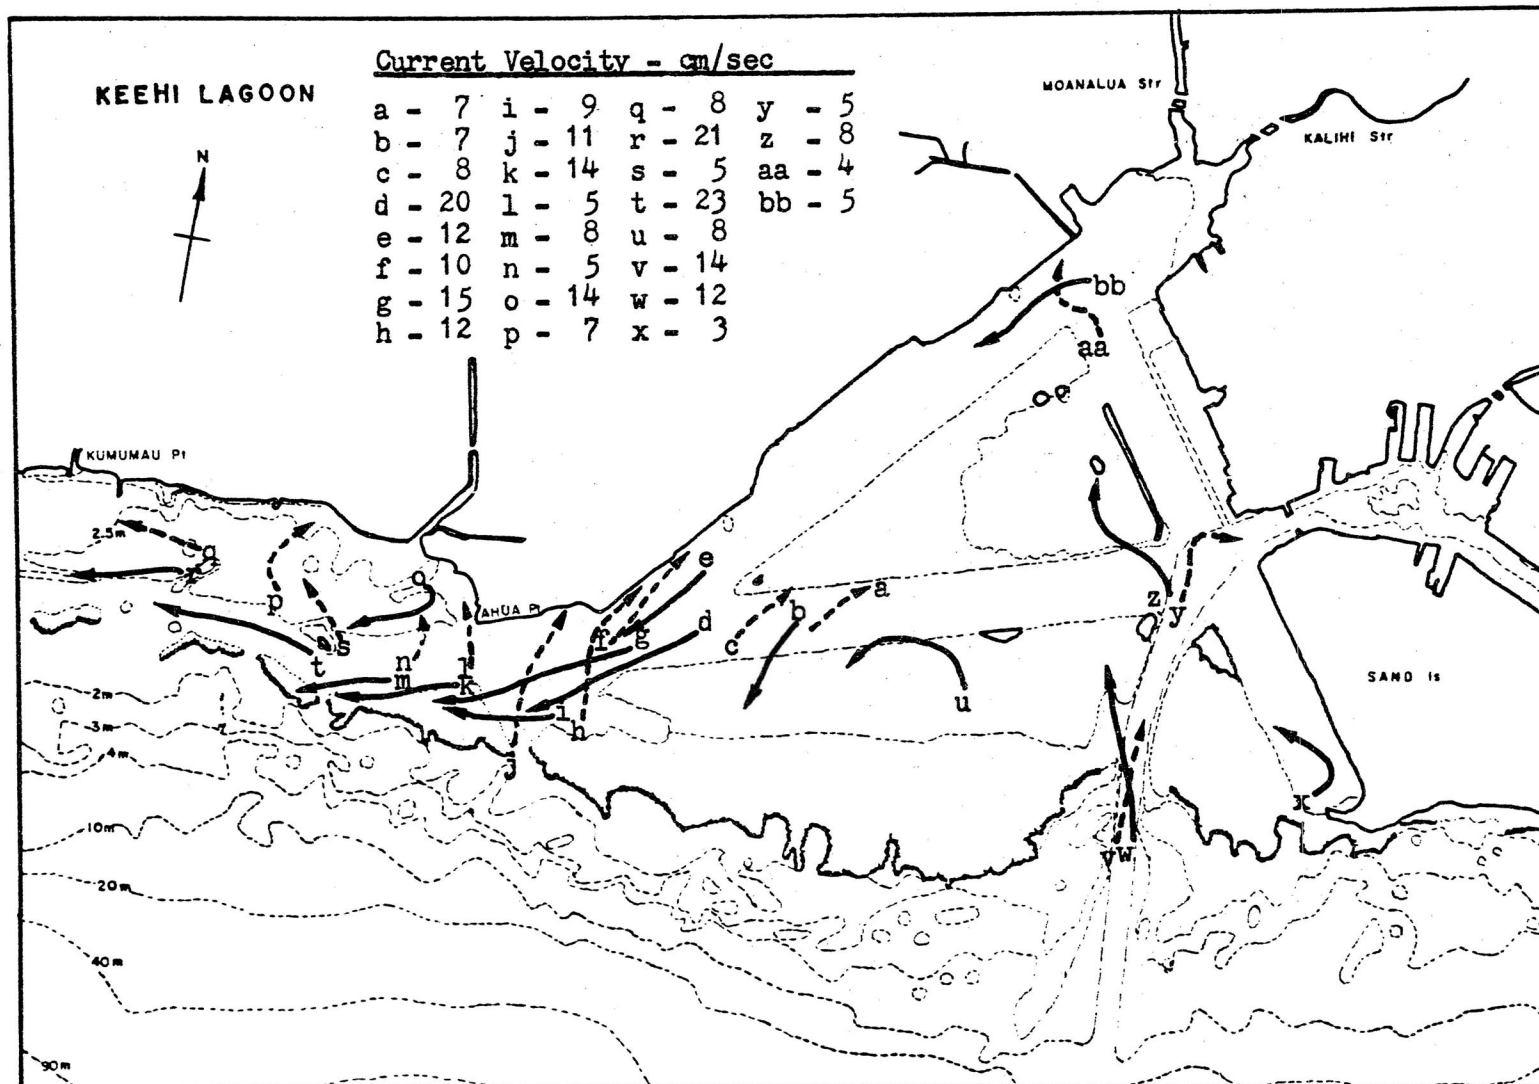 Current Velocity - cm/sec
KEEHI LAGOON
a - 7 i - 9 q - 8 y - 5
b - 7 j - 11 r - 21 z - 8
c - 8 k - 14 s - 5 aa - 4
d - 20 l - 5 t - 23 bb - 5
e - 12 m - 8 u - 8
f - 10 n - 5 v - 14
g - 15 o - 14 w - 12
h - 12 p - 7 x - 3
N
MOANALUA Str
KALIHI Str
bb
aa
KUMUMAU Pt
2.5m
q
r
e
o
p
a
z
y
AHUA Pt
b
d
c
f
g
s
t
n
l
m
k
SAND Is
2m
u
i
h
3m
4m
j
x
10m
v
w
20m
40m
90m